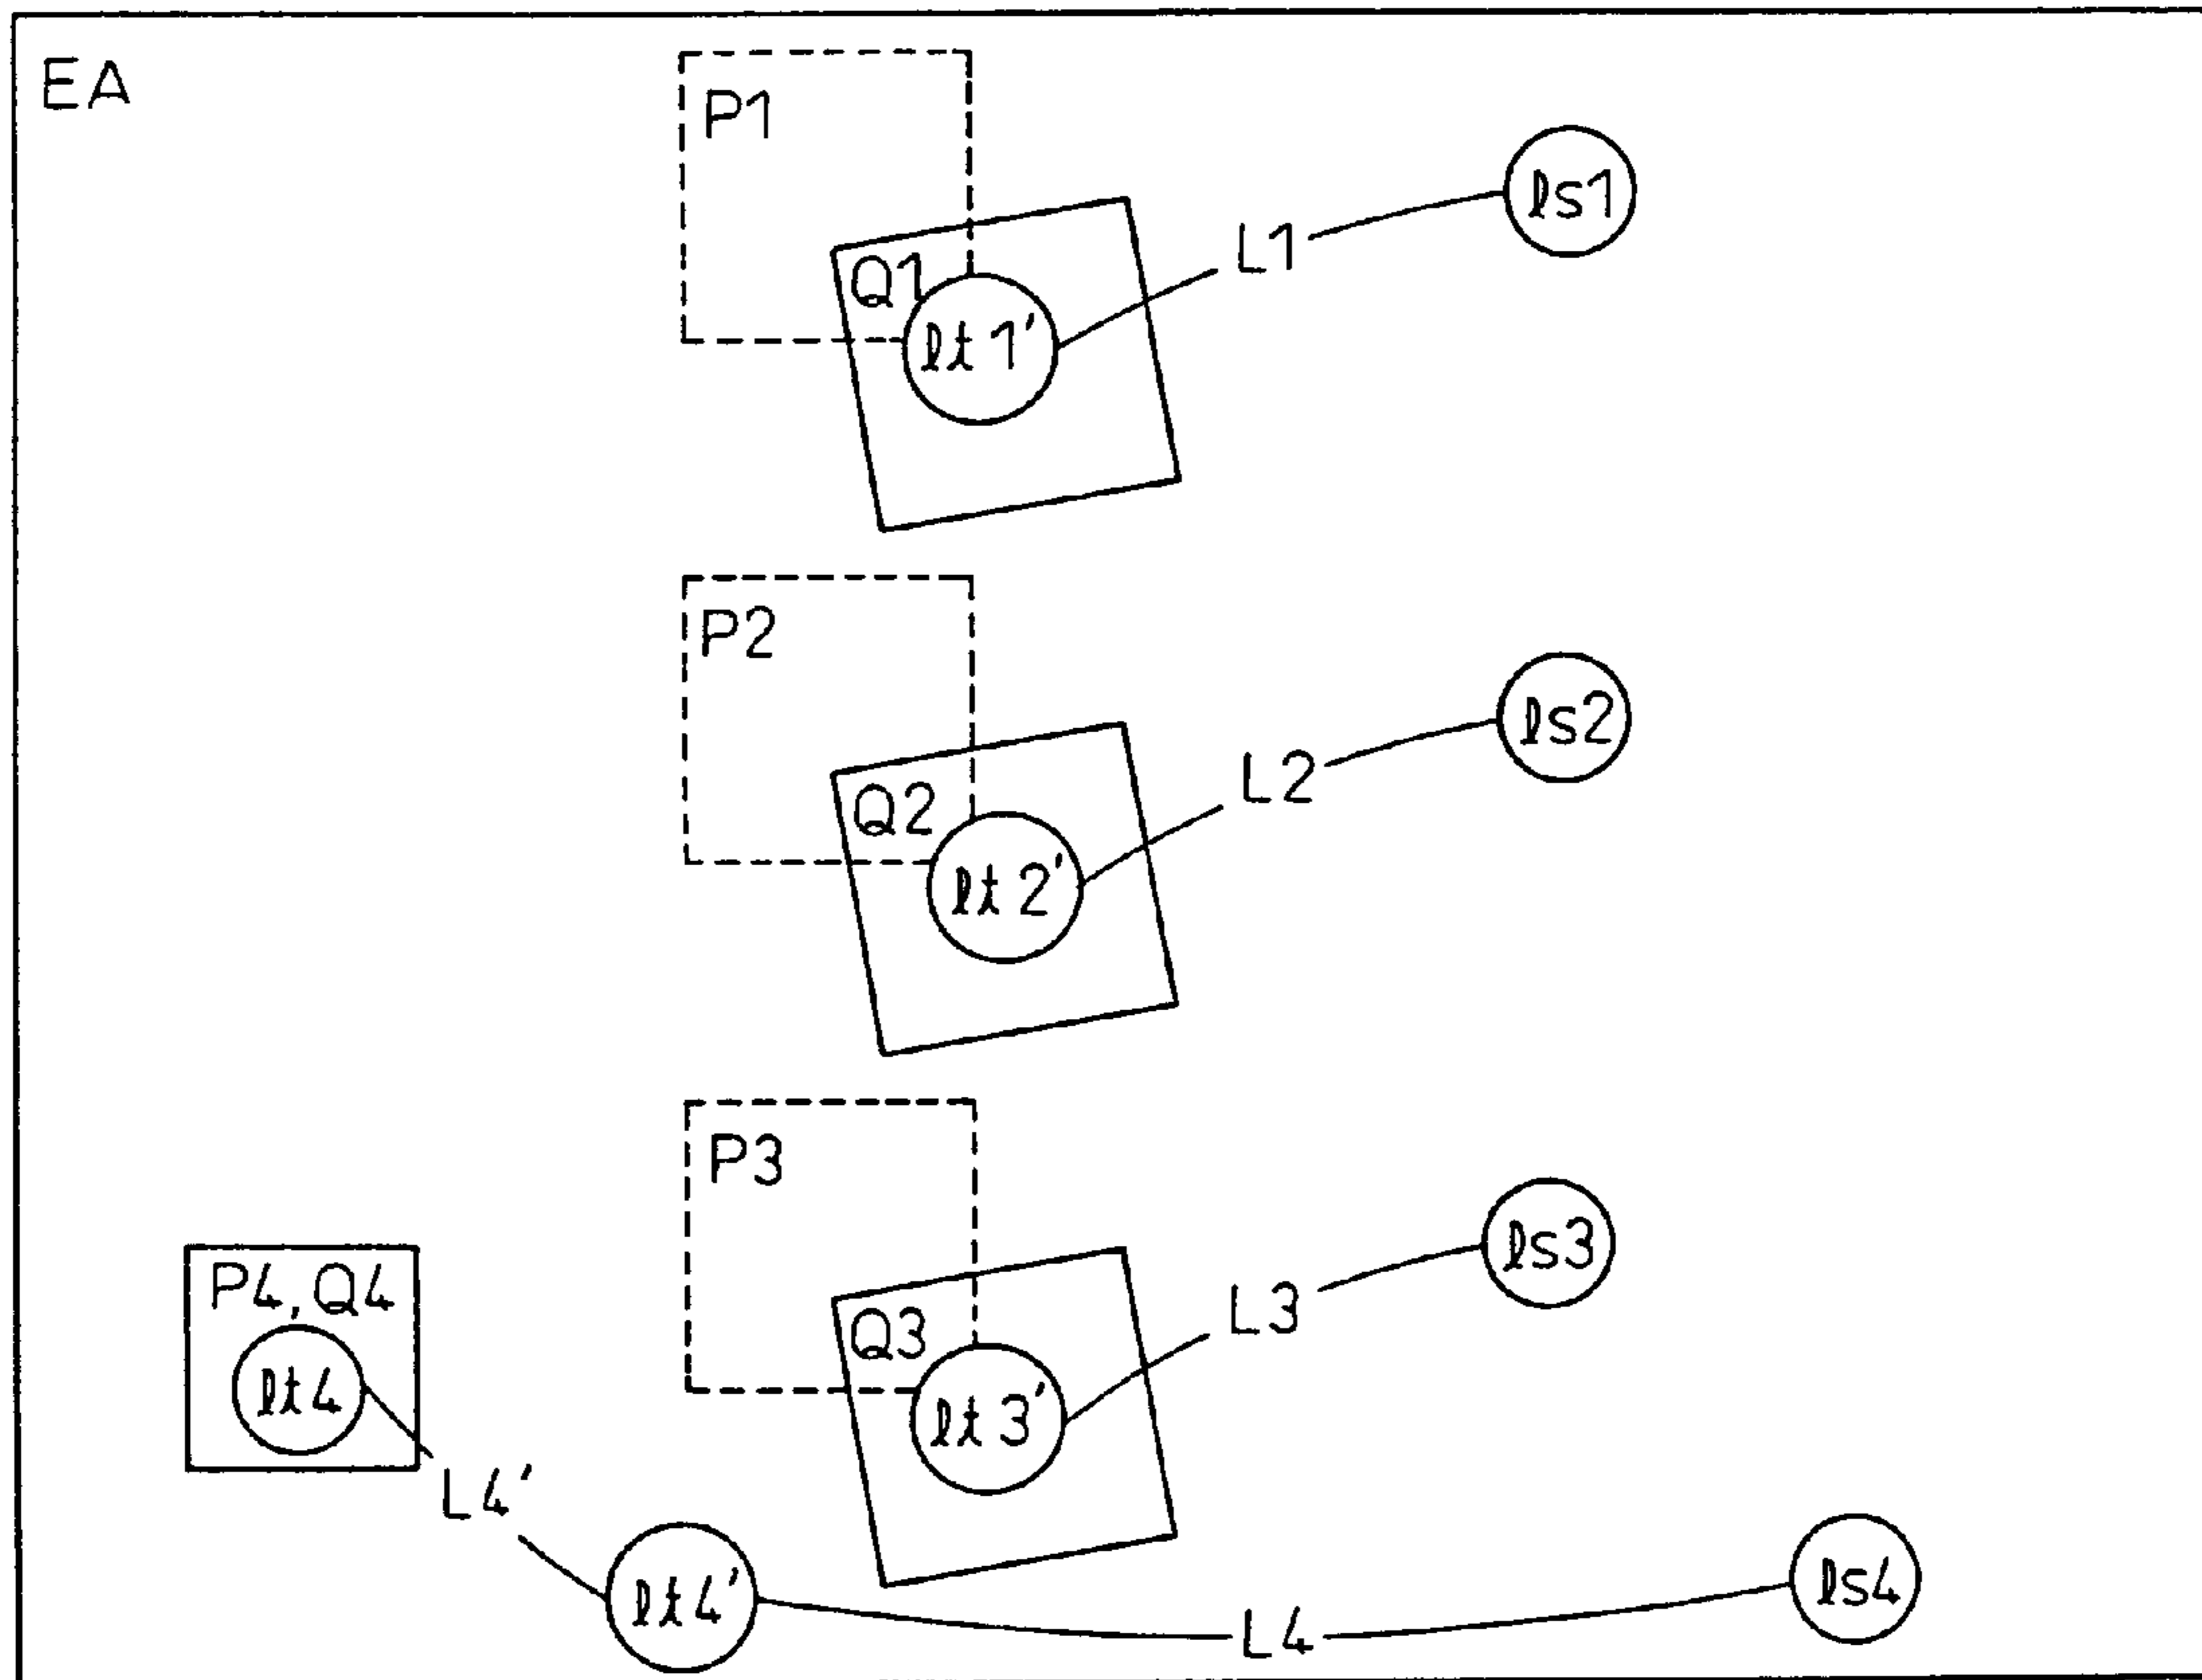 EA
P1
ℓs1
L1
Q1
ℓt1′
P2
ℓs2
L2
Q2
ℓt2′
P3
ℓs3
P4,Q4
L3
Q3
ℓt4
ℓt3′
L4′
ℓt4′
ℓs4
L4